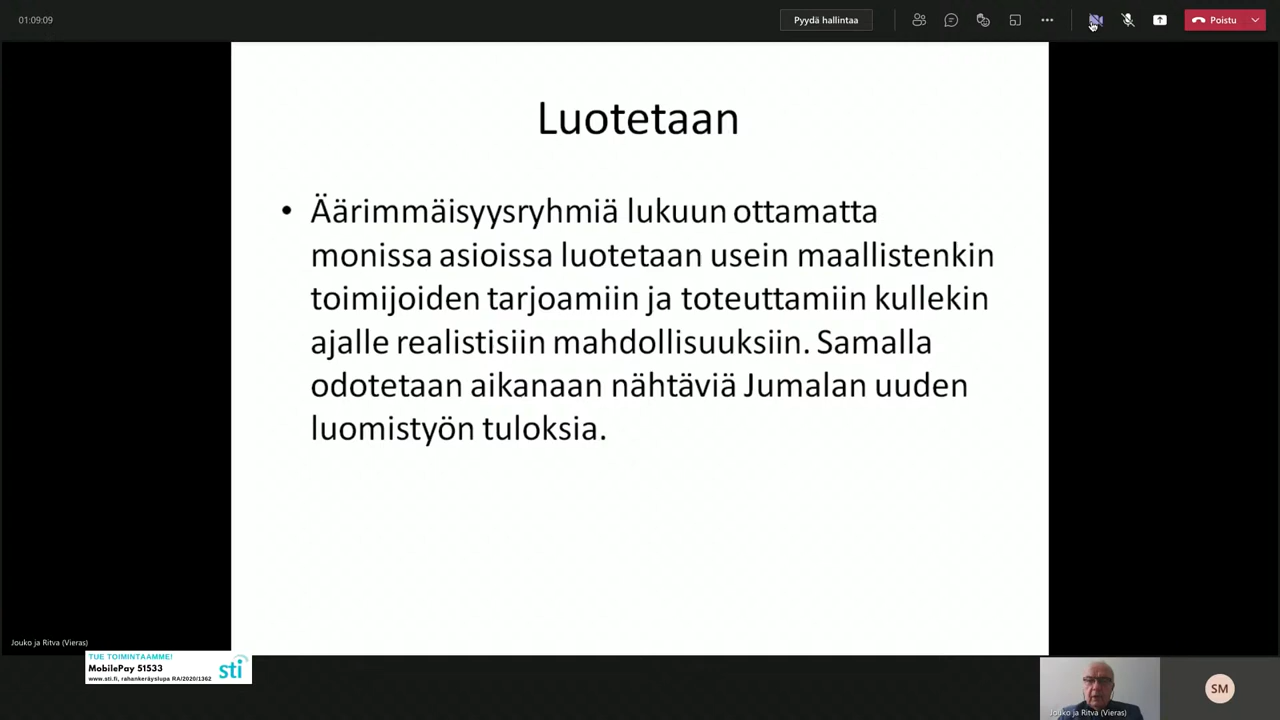 01:09:09
Pyydä hallintaa
Poistu
Luotetaan
• Äärimmäisyysryhmiä lukuun ottamatta
monissa asioissa luotetaan usein maallistenkin
toimijoiden tarjoamiin ja toteuttamiin kullekin
ajalle realistisiin mahdollisuuksiin. Samalla
odotetaan aikanaan nähtäviä Jumalan uuden
luomistyön tuloksia.
Jouko ja Ritva (Vieras)
TUE TOIMINTAAMME!
MobilePay 51533
www.sti.fi, rahankeräyslupa RA/2020/1362
sti
Jouko ja Ritva (Vieras)
SM